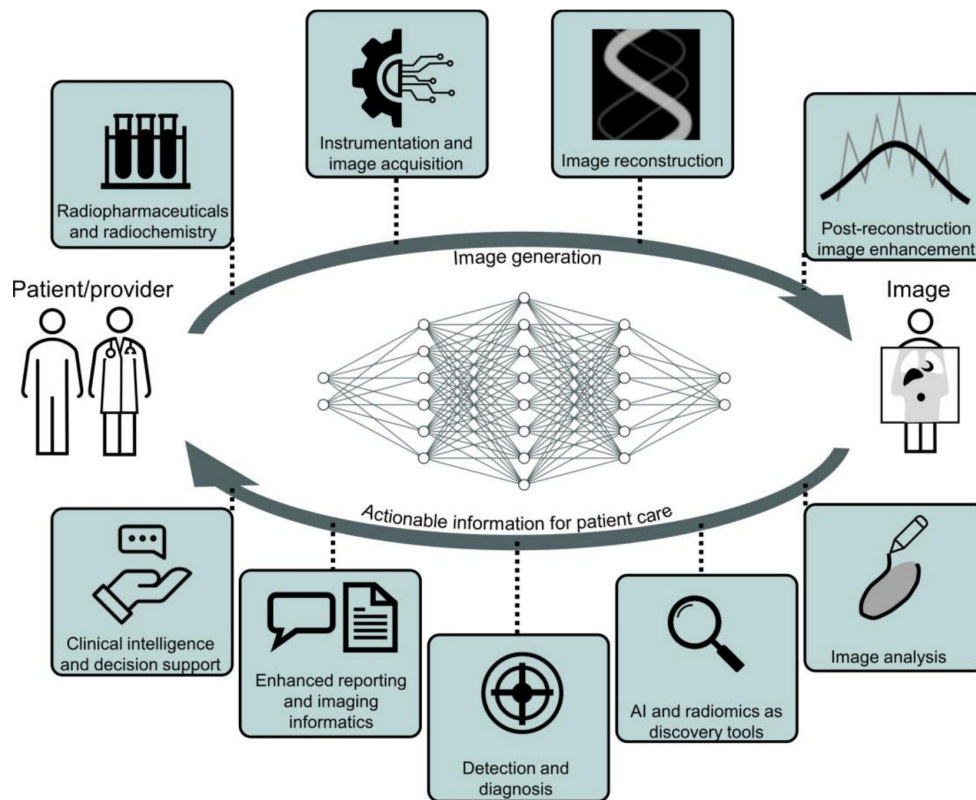 Radiopharmaceuticals
and radiochemistry
Instrumentation and
image acquisition
Image reconstruction
Post-reconstruction
image enhancement
Image generation
Patient/provider
Image
Actionable information for patient care
Clinical intelligence
and decision support
Enhanced reporting
and imaging
informatics
Detection and
diagnosis
AI and radiomics as
discovery tools
Image analysis